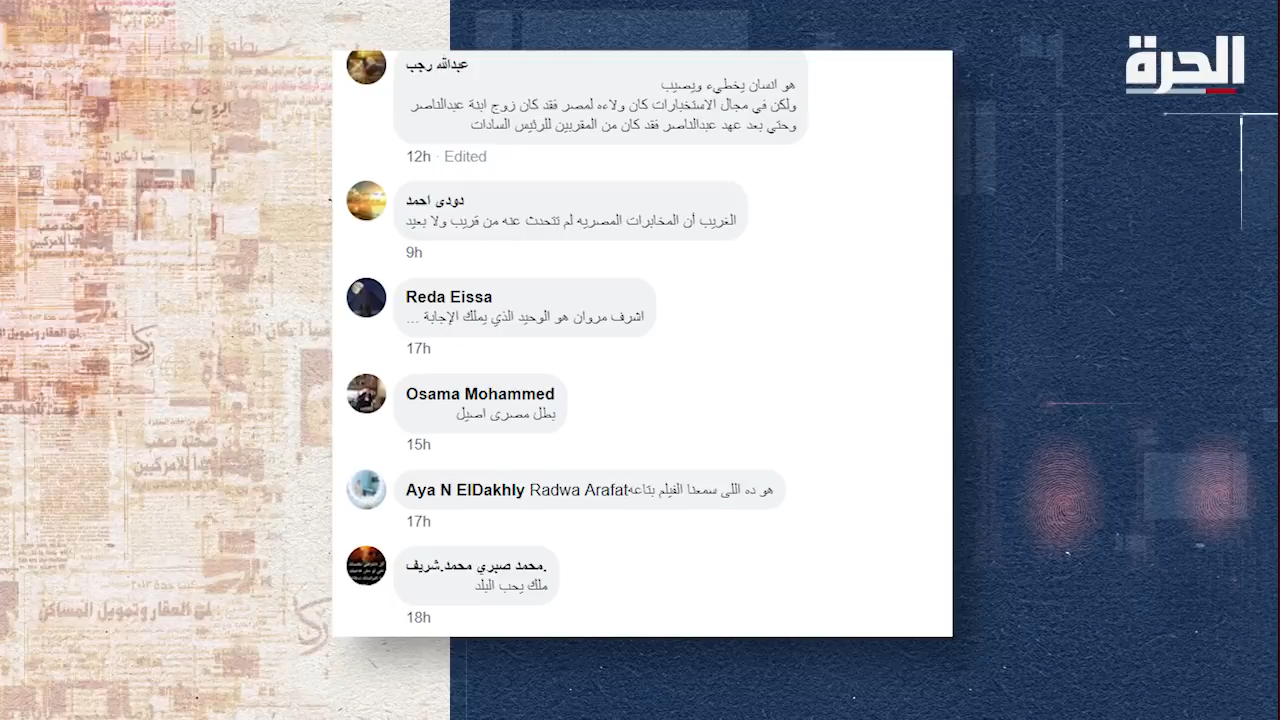 الحرة
عبدالله رجب
هو انسان يخطيء ويصيب
ولكن في مجال الاستخبارات كان ولاءه لمصر فقد كان زوج ابنة عبدالناصر
وحتي بعد عهد عبدالناصر فقد كان من المقربين للرئيس السادات
12h · Edited
دودى احمد
الغريب أن المخابرات المصريه لم تتحدث عنه من قريب ولا بعيد
9h
Reda Eissa
اشرف مروان هو الوحيد الذي يملك الإجابة ...
17h
Osama Mohammed
بطل مصرى اصيل
15h
Aya N ElDakhly Radwa Arafatهو ده اللى سمعنا الفيلم بتاعه
17h
محمد صبري محمد.شريف.
ملك يحب البلد
18h